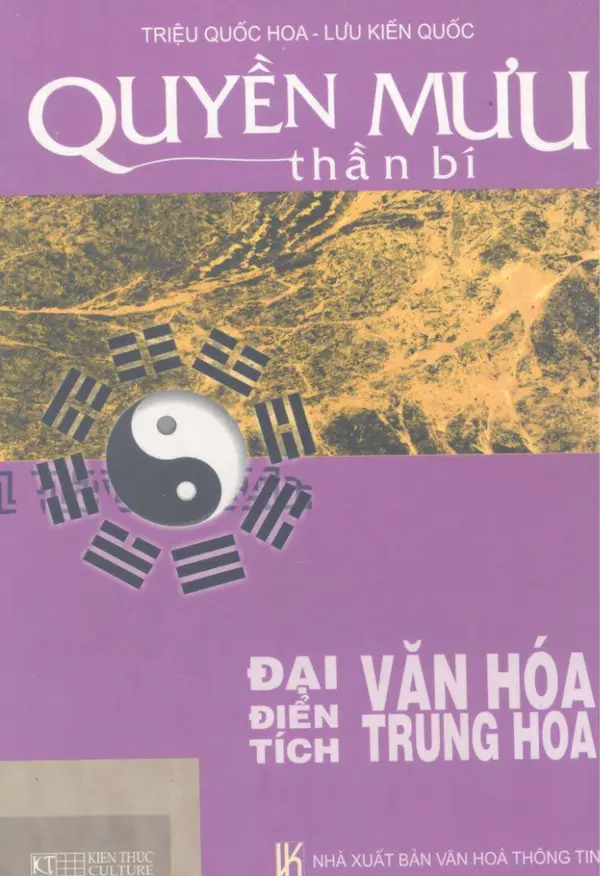 TRIỆU QUỐC HOA - LƯU KIẾN QUỐC
QUYỀN MƯU
thần bí
ĐẠI
ĐIỂN
TÍCH
VĂN HÓA
TRUNG HOA
KT KIEN THUC
CULTURE
NHÀ XUẤT BẢN VĂN HOÁ THÔNG TIN